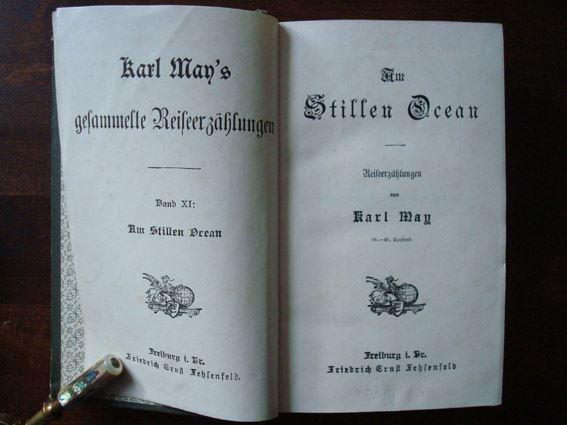 Karl May's
gesammelte Reiseerzählungen
Band XI:
Am Stillen Ocean
Freiburg i. Br.
Friedrich Ernst Fehsenfeld.
Am
Stillen Ocean
Reiseerzählungen
von
Karl May
Tausend
Freiburg i. Br.
Friedrich Ernst Fehsenfeld